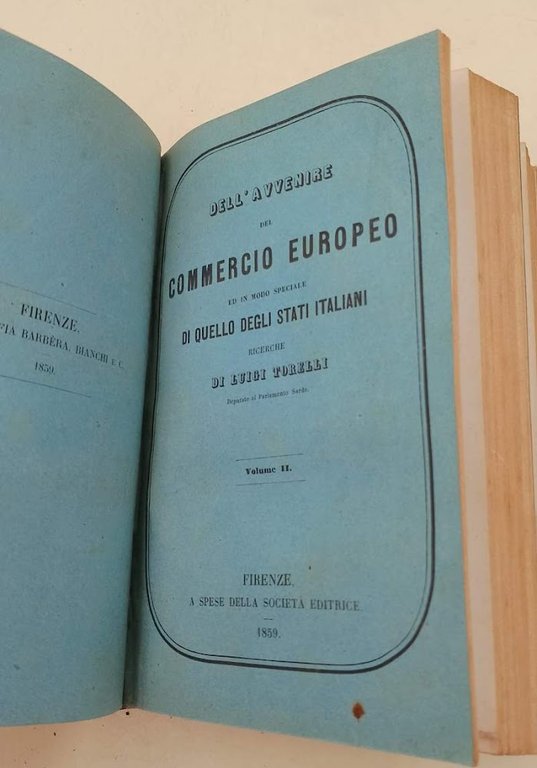 FIRENZE,
FIA BARBÈRA, BIANCHI E C.
1859.
DELL'AVVENIRE
DEL
COMMERCIO EUROPEO
ED IN MODO SPECIALE
DI QUELLO DEGLI STATI ITALIANI
RICERCHE
DI LUIGI TORELLI
Deputato al Parlamento Sardo.
Volume II.
FIRENZE,
A SPESE DELLA SOCIETÀ EDITRICE.
1859.